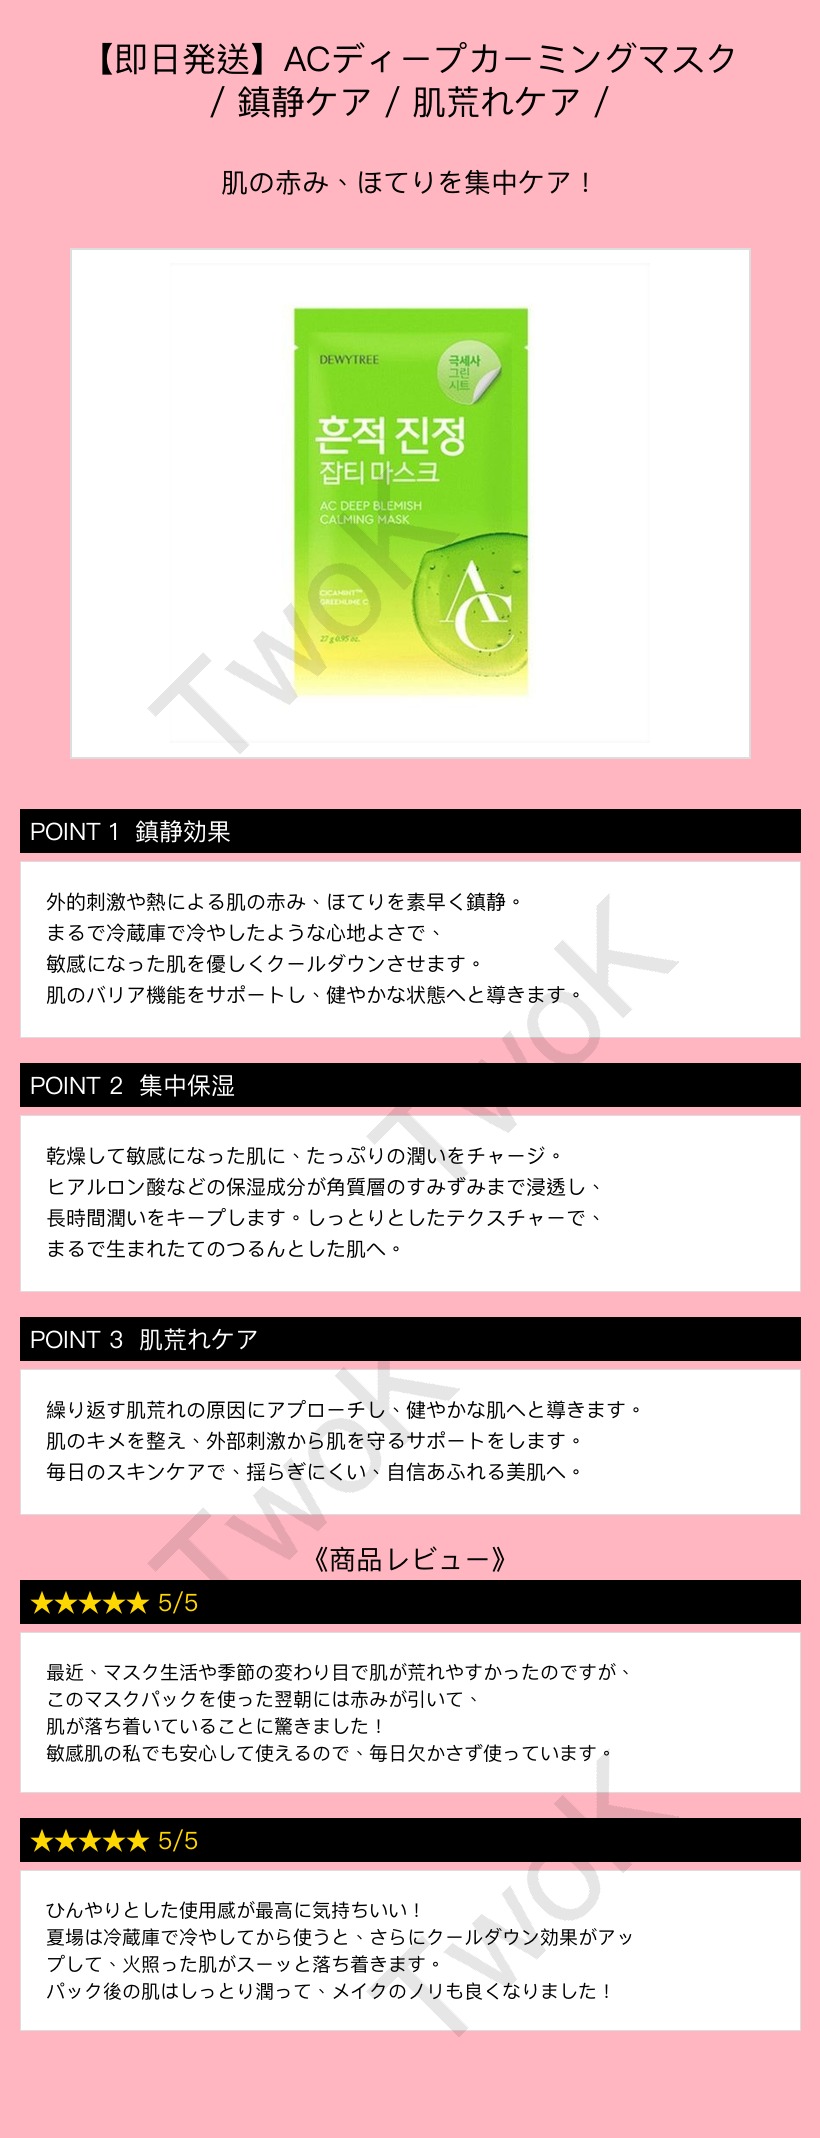 【即日発送】ACディープカーミングマスク
/ 鎮静ケア / 肌荒れケア /
肌の赤み、ほてりを集中ケア！
DEWYTREE
극세사
그린
시트
흔적 진정
잡티 마스크
AC DEEP BLEMISH
CALMING MASK
CICAMINT™
GREENLIME C
AC
27 g 0.95 oz.
TwoK
POINT 1 鎮静効果
外的刺激や熱による肌の赤み、ほてりを素早く鎮静。
まるで冷蔵庫で冷やしたような心地よさで、
敏感になった肌を優しくクールダウンさせます。
肌のバリア機能をサポートし、健やかな状態へと導きます。
TwoK
POINT 2 集中保湿
乾燥して敏感になった肌に、たっぷりの潤いをチャージ。
ヒアルロン酸などの保湿成分が角質層のすみずみまで浸透し、
長時間潤いをキープします。しっとりとしたテクスチャーで、
まるで生まれたてのつるんとした肌へ。
POINT 3 肌荒れケア
繰り返す肌荒れの原因にアプローチし、健やかな肌へと導きます。
肌のキメを整え、外部刺激から肌を守るサポートをします。
毎日のスキンケアで、揺らぎにくい、自信あふれる美肌へ。
TwoK
《商品レビュー》
★★★★★ 5/5
最近、マスク生活や季節の変わり目で肌が荒れやすかったのですが、
このマスクパックを使った翌朝には赤みが引いて、
肌が落ち着いていることに驚きました！
敏感肌の私でも安心して使えるので、毎日欠かさず使っています。
★★★★★ 5/5
ひんやりとした使用感が最高に気持ちいい！
夏場は冷蔵庫で冷やしてから使うと、さらにクールダウン効果がアッ
プして、火照った肌がスーッと落ち着きます。
パック後の肌はしっとり潤って、メイクのノリも良くなりました！
TwoK